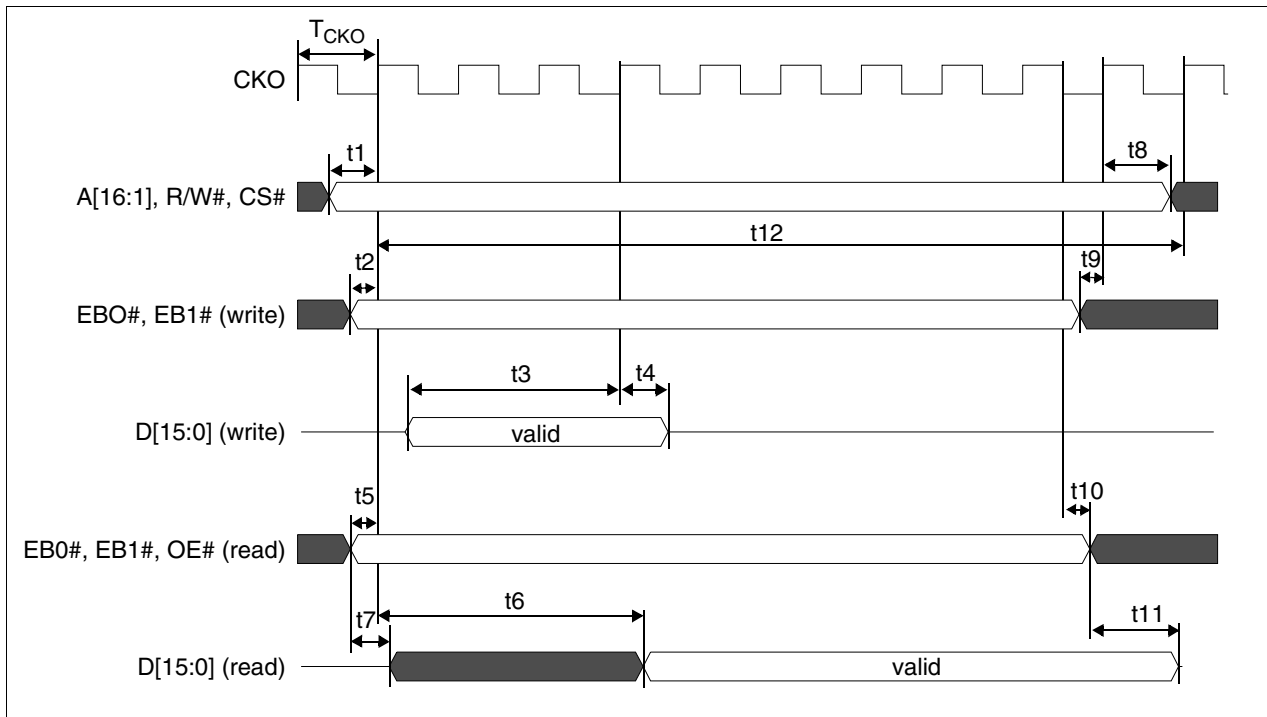 TCKO
CKO
t1
t8
A[16:1], R/W#, CS#
t12
t2
t9
EBO#, EB1# (write)
t3
t4
D[15:0] (write)
valid
t5
t10
EB0#, EB1#, OE# (read)
t6
t7
t11
D[15:0] (read)
valid